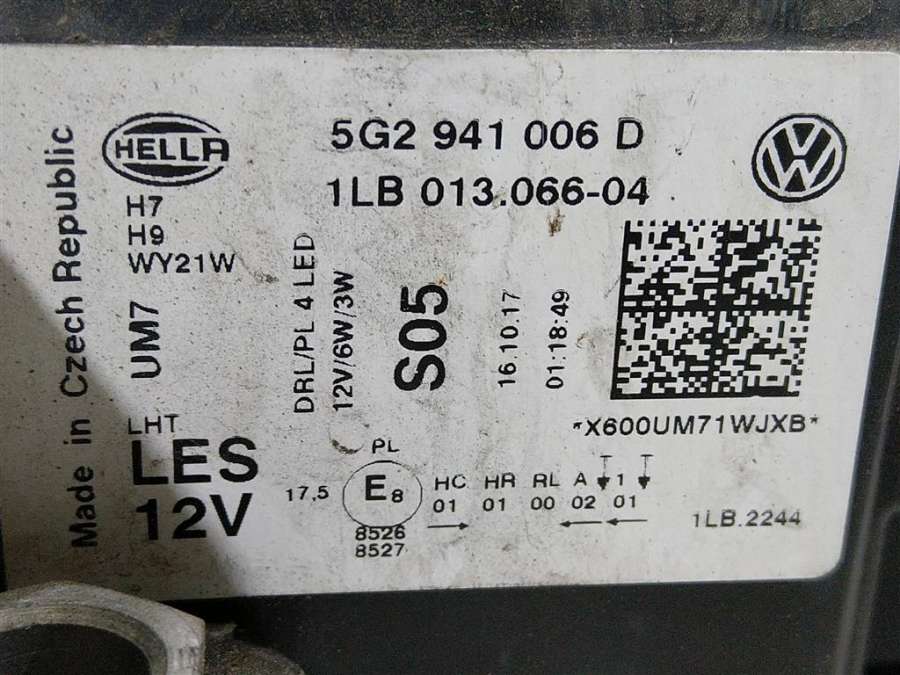 Made in Czech Republic
HELLA
5G2 941 006 D
1LB 013.066-04
H7
H9
WY21W
UM7
DRL/PL 4 LED
12V/6W/3W
S05
16.10.17
01:18:49
*X600UM71WJXB*
LHT
LES
12V
PL
17,5
E8
HC HR RL A 1
01 01 00 02 01
8526
8527
1LB.2244